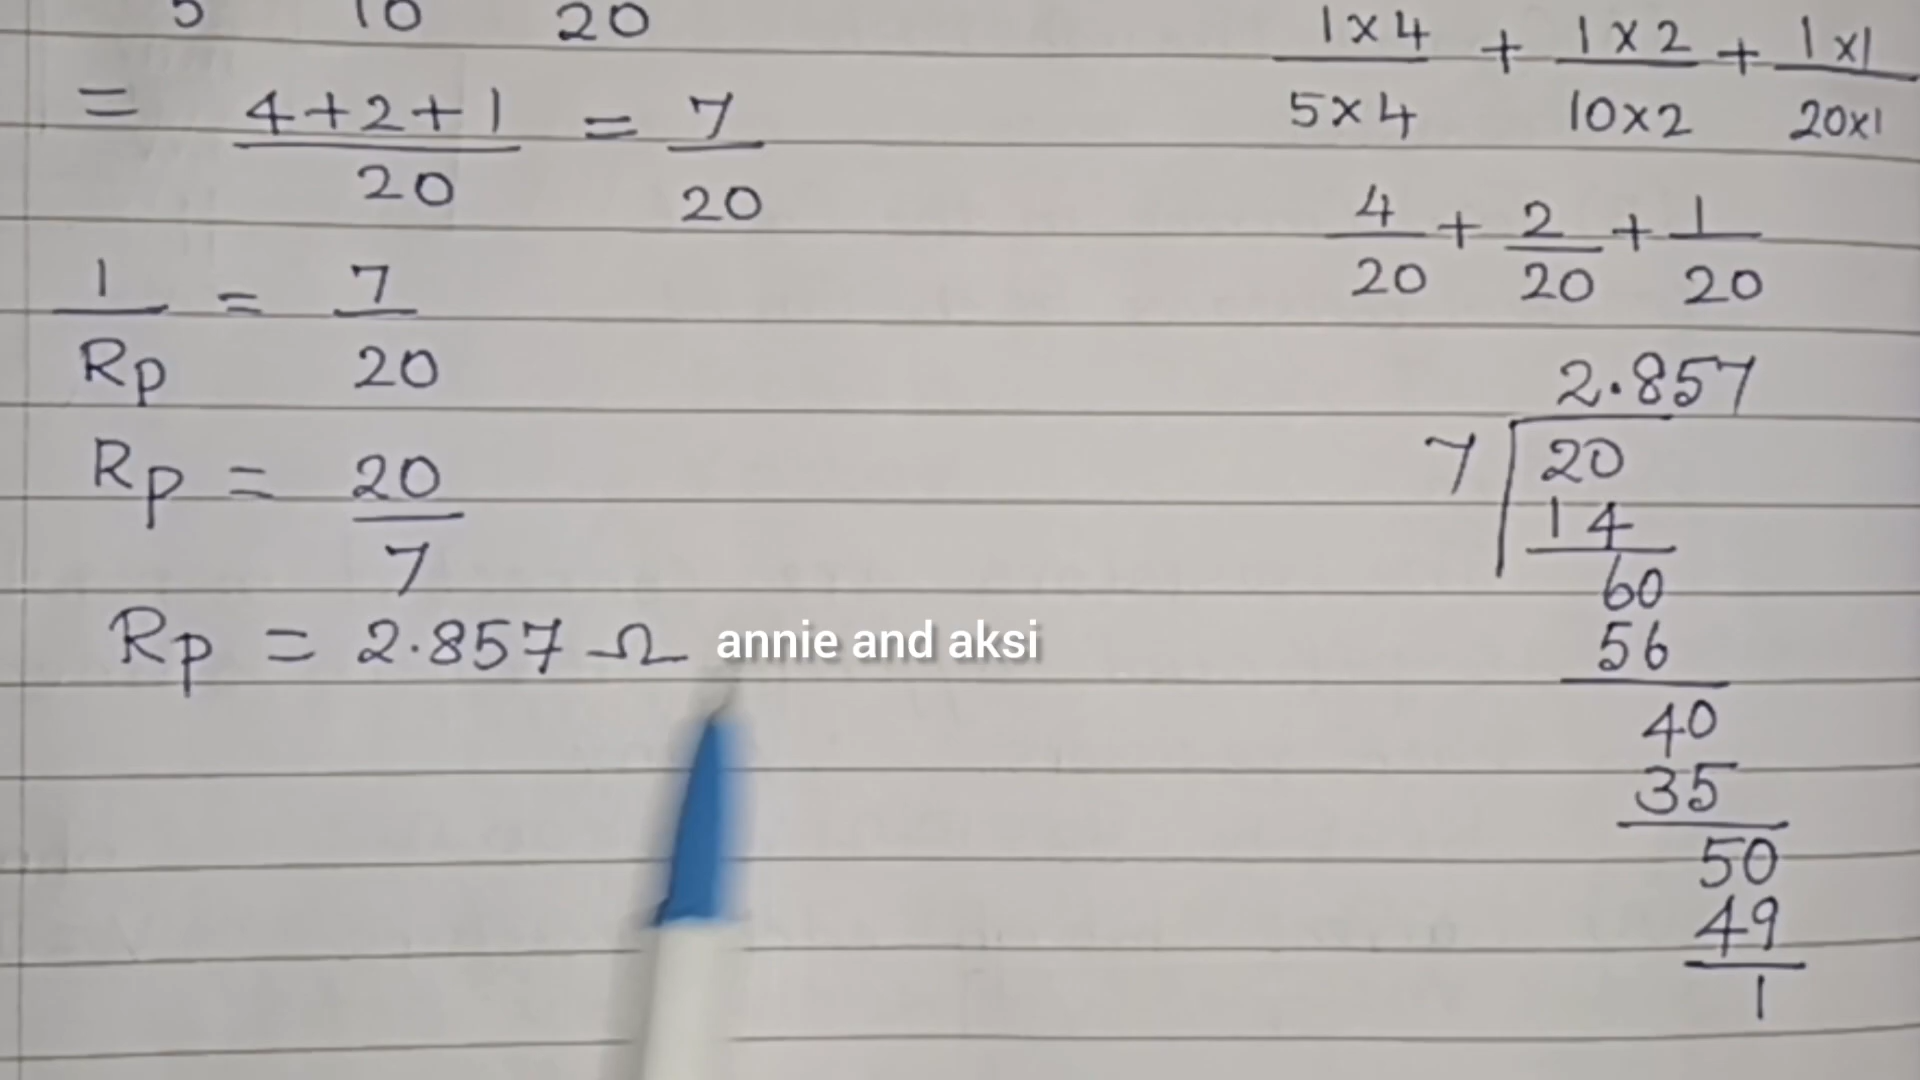 5 10 20
= 4+2+1/20 = 7/20
1/Rp = 7/20
Rp = 20/7
Rp = 2.857 Ω
annie and aksi
1×4/5×4 + 1×2/10×2 + 1×1/20×1
4/20 + 2/20 + 1/20
2.857
7 20
14
60
56
40
35
50
49
1